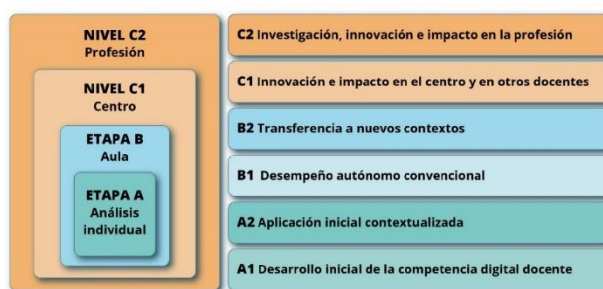 NIVEL C2
Profesión
NIVEL C1
Centro
ETAPA B
Aula
ETAPA A
Análisis
individual
C2 Investigación, innovación e impacto en la profesión
C1 Innovación e impacto en el centro y en otros docentes
B2 Transferencia a nuevos contextos
B1 Desempeño autónomo convencional
A2 Aplicación inicial contextualizada
A1 Desarrollo inicial de la competencia digital docente